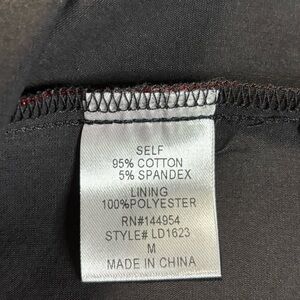 SELF
95% COTTON
5% SPANDEX
LINING
100%POLYESTER
RN#144954
STYLE# LD1623
M
MADE IN CHINA